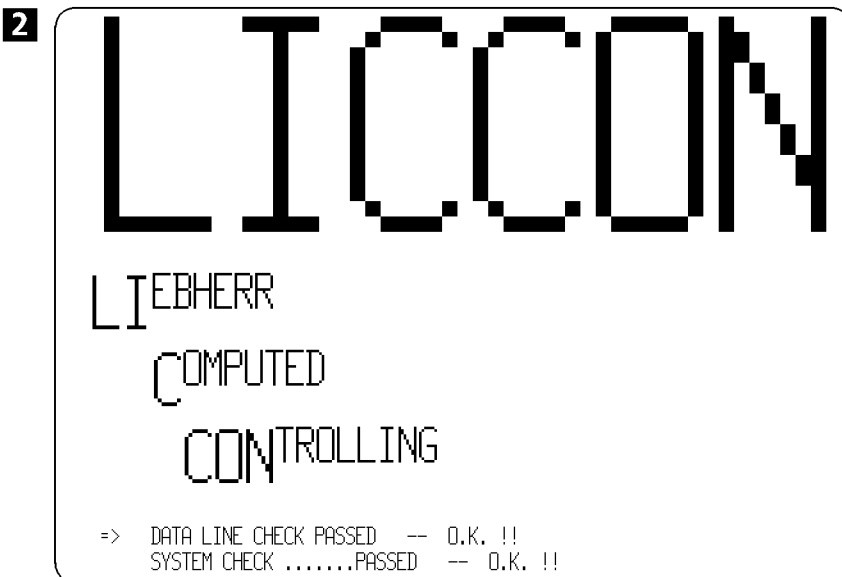 2
LICCON
LIEBHERR
COMPUTED
CONTROLLING
=> DATA LINE CHECK PASSED -- O.K. !!
SYSTEM CHECK .......PASSED -- O.K. !!